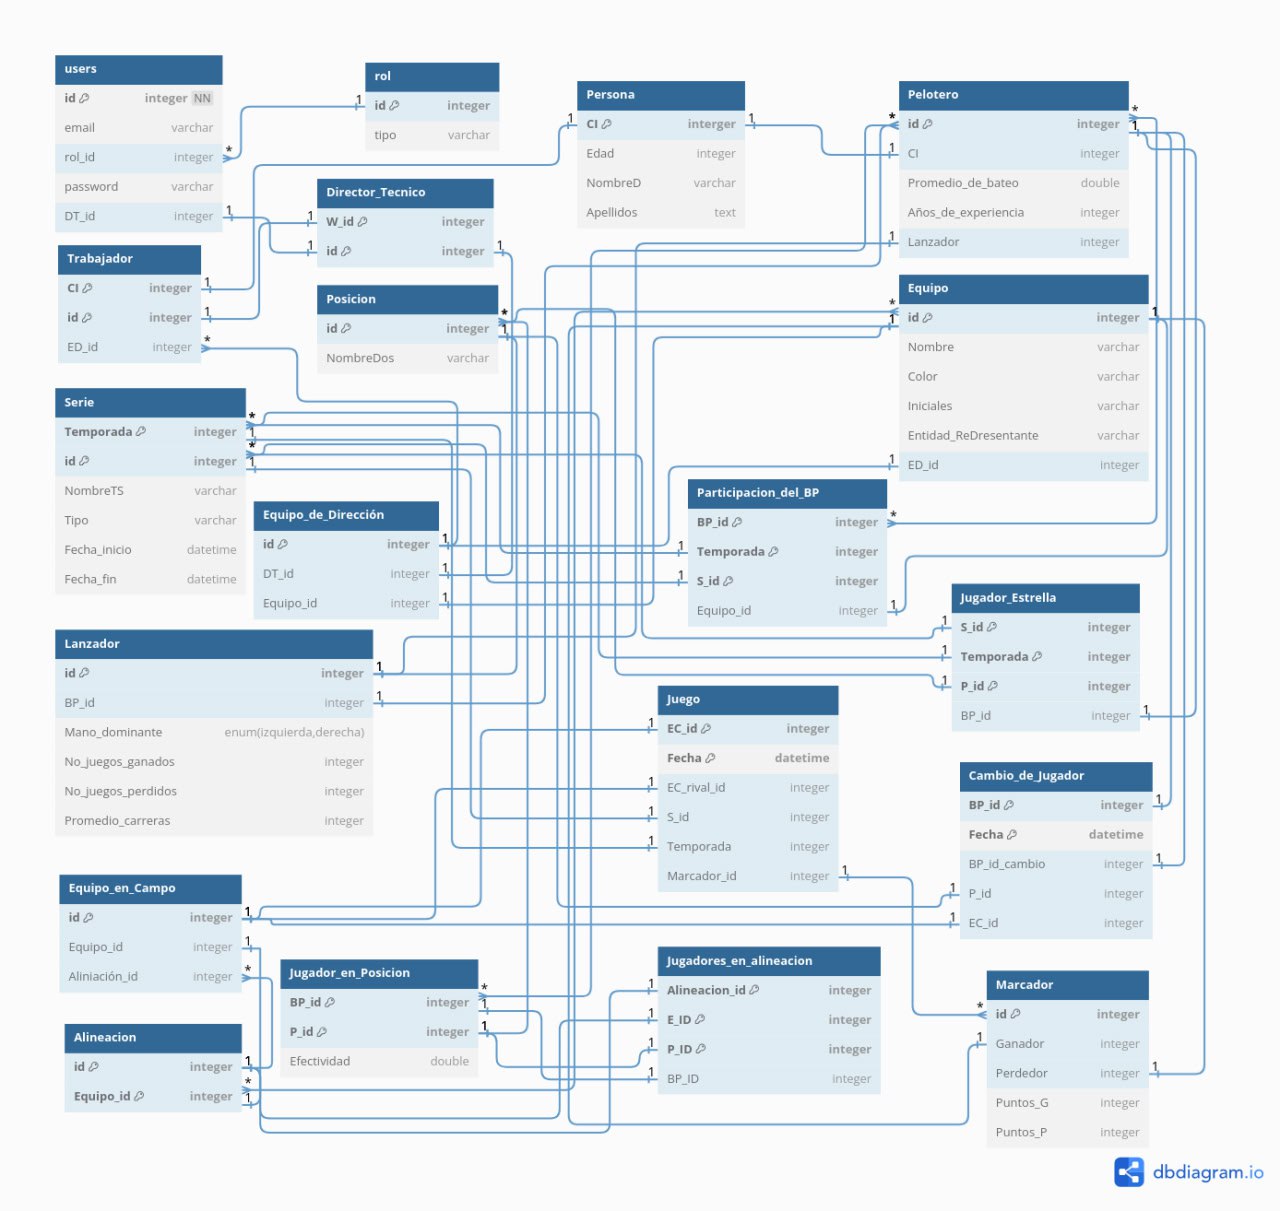 users
id integer NN
email varchar
rol_id integer
password varchar
DT_id integer
rol
id integer
tipo varchar
Persona
CI interger
Edad integer
NombreD varchar
Apellidos text
Pelotero
id integer
CI integer
Promedio_de_bateo double
Años_de_experiencia integer
Lanzador integer
Director_Tecnico
W_id integer
id integer
Trabajador
CI integer
id integer
ED_id integer
Posicion
id integer
NombreDos varchar
Equipo
id integer
Nombre varchar
Color varchar
Iniciales varchar
Entidad_ReDresentante varchar
ED_id integer
Serie
Temporada integer
id integer
NombreTS varchar
Tipo varchar
Fecha_inicio datetime
Fecha_fin datetime
Equipo_de_Dirección
id integer
DT_id integer
Equipo_id integer
Participacion_del_BP
BP_id integer
Temporada integer
S_id integer
Equipo_id integer
Jugador_Estrella
S_id integer
Temporada integer
P_id integer
BP_id integer
Lanzador
id integer
BP_id integer
Mano_dominante enum(izquierda,derecha)
No_juegos_ganados integer
No_juegos_perdidos integer
Promedio_carreras integer
Juego
EC_id integer
Fecha datetime
EC_rival_id integer
S_id integer
Temporada integer
Marcador_id integer
Cambio_de_Jugador
BP_id integer
Fecha datetime
BP_id_cambio integer
P_id integer
EC_id integer
Equipo_en_Campo
id integer
Equipo_id integer
Aliniación_id integer
Jugador_en_Posicion
BP_id integer
P_id integer
Efectividad double
Jugadores_en_alineacion
Alineacion_id integer
E_ID integer
P_ID integer
BP_ID integer
Marcador
id integer
Ganador integer
Perdedor integer
Puntos_G integer
Puntos_P integer
Alineacion
id integer
Equipo_id integer
dbdiagram.io